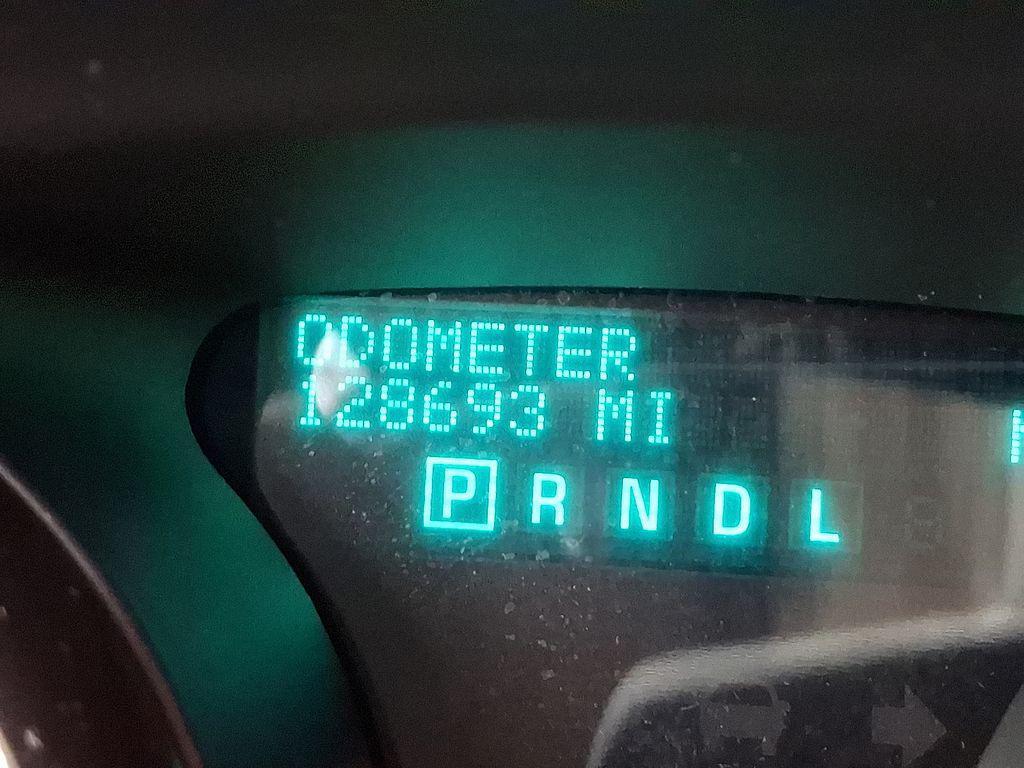 ODOMETER
128693 MI
P R N D L